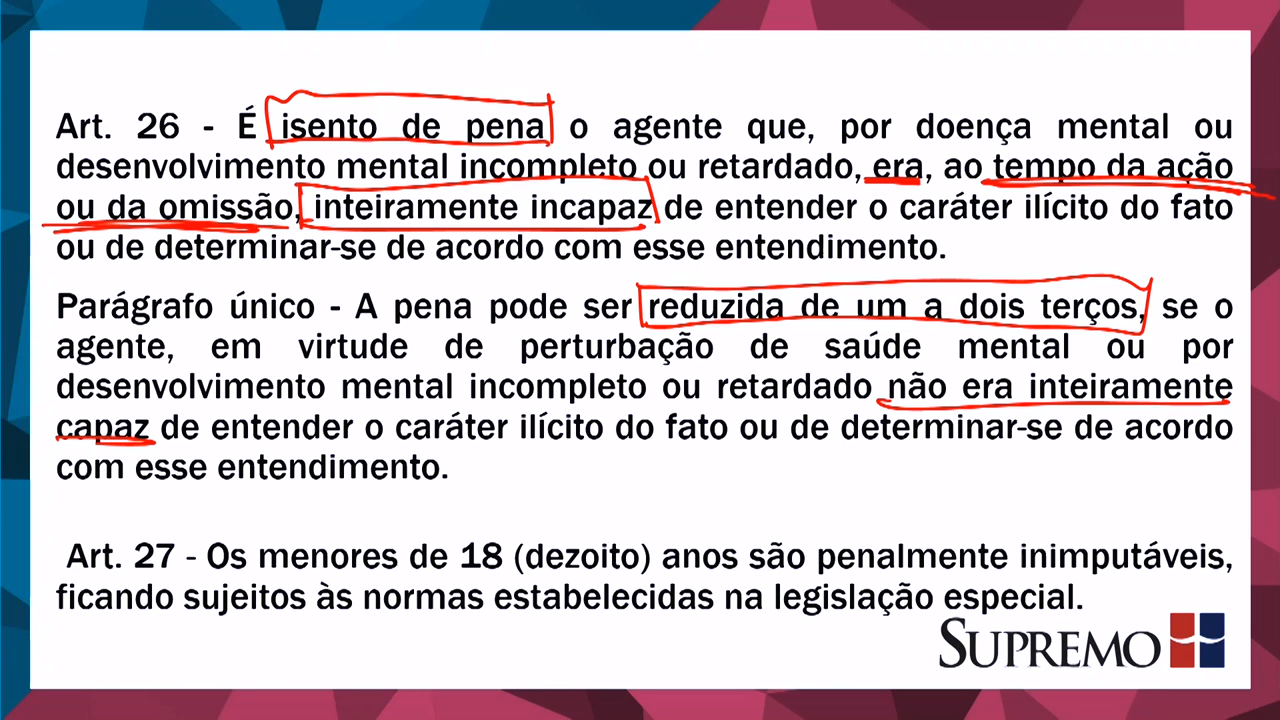 Art. 26 - É isento de pena o agente que, por doença mental ou
desenvolvimento mental incompleto ou retardado, era, ao tempo da ação
ou da omissão, inteiramente incapaz de entender o caráter ilícito do fato
ou de determinar-se de acordo com esse entendimento.
Parágrafo único - A pena pode ser reduzida de um a dois terços, se o
agente, em virtude de perturbação de saúde mental ou por
desenvolvimento mental incompleto ou retardado não era inteiramente
capaz de entender o caráter ilícito do fato ou de determinar-se de acordo
com esse entendimento.
Art. 27 - Os menores de 18 (dezoito) anos são penalmente inimputáveis,
ficando sujeitos às normas estabelecidas na legislação especial.
SUPREMO